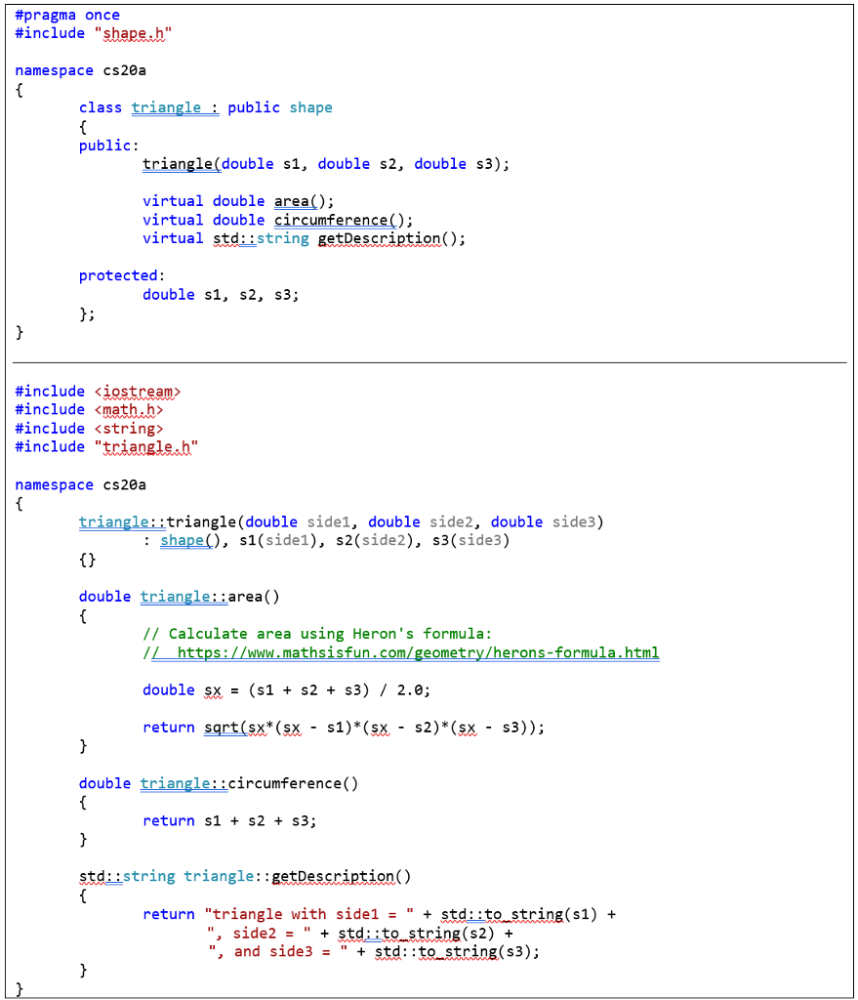 #pragma once
#include "shape.h"
namespace cs20a
{
class triangle : public shape
{
public:
triangle(double s1, double s2, double s3);
virtual double area();
virtual double circumference();
virtual std::string getDescription();
protected:
double s1, s2, s3;
};
}
#include <iostream>
#include <math.h>
#include <string>
#include "triangle.h"
namespace cs20a
{
triangle::triangle(double side1, double side2, double side3)
: shape(), s1(side1), s2(side2), s3(side3)
{}
double triangle::area()
{
// Calculate area using Heron's formula:
//  https://www.mathsisfun.com/geometry/herons-formula.html
double sx = (s1 + s2 + s3) / 2.0;
return sqrt(sx*(sx - s1)*(sx - s2)*(sx - s3));
}
double triangle::circumference()
{
return s1 + s2 + s3;
}
std::string triangle::getDescription()
{
return "triangle with side1 = " + std::to_string(s1) +
", side2 = " + std::to_string(s2) +
", and side3 = " + std::to_string(s3);
}
}